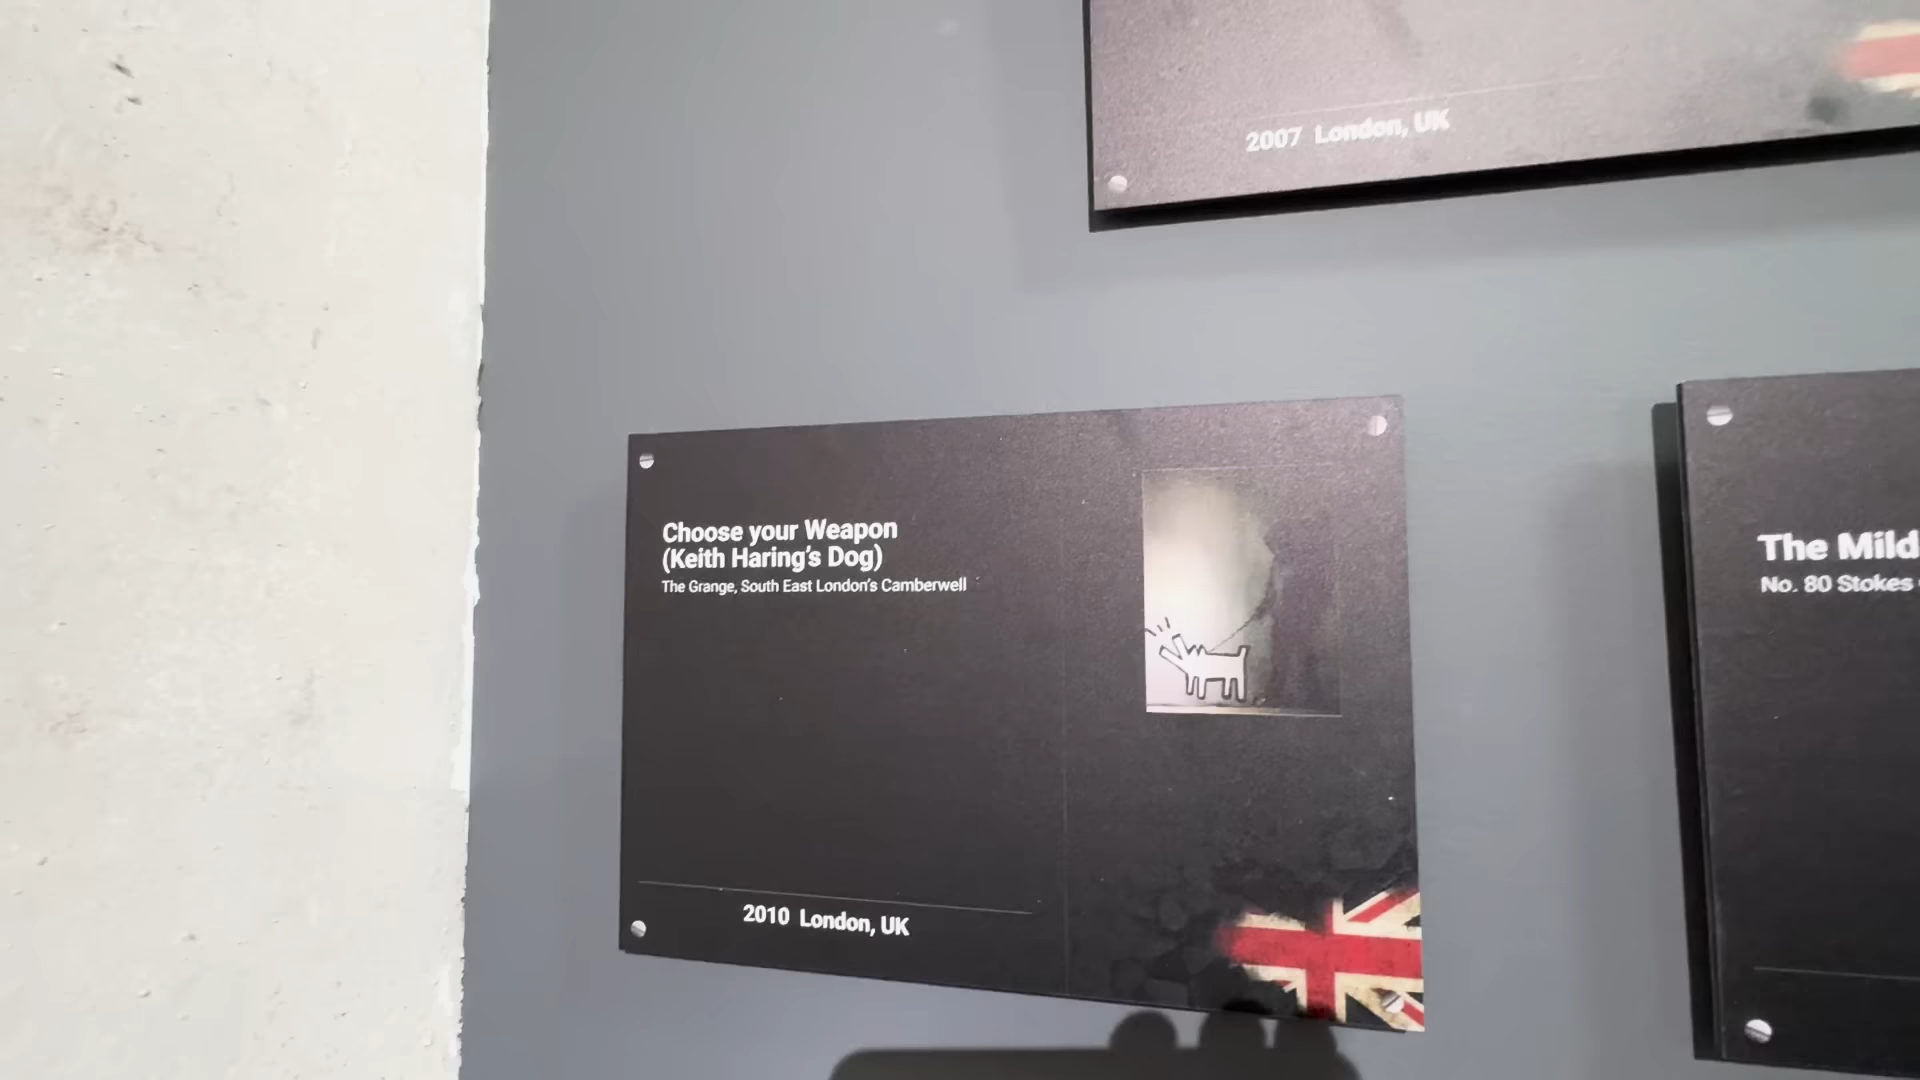 2007 London, UK
Choose your Weapon
(Keith Haring's Dog)
The Grange, South East London's Camberwell
2010 London, UK
The Mild
No. 80 Stokes